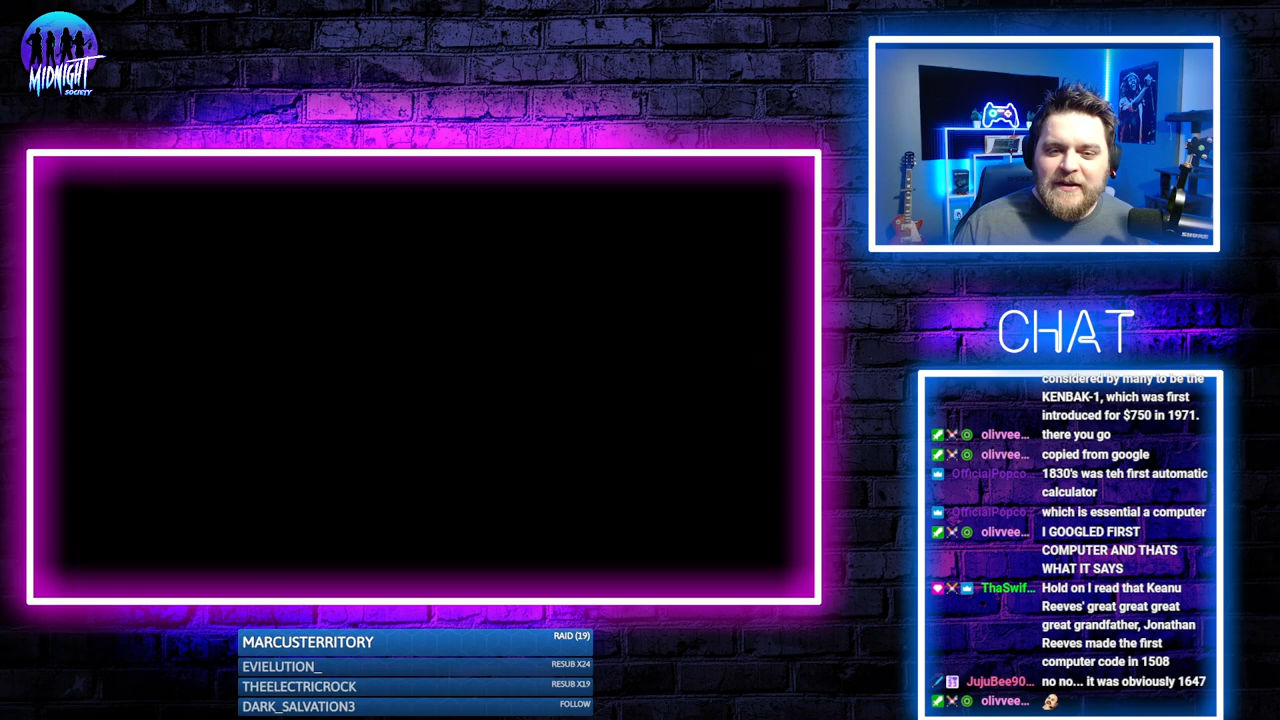 MIDNIGHT
SOCIETY
CHAT
considered by many to be the
KENBAK-1, which was first
introduced for $750 in 1971.
olivvee... there you go
olivvee... copied from google
OfficialPopco... 1830's was teh first automatic
calculator
OfficialPopco... which is essential a computer
olivvee... I GOOGLED FIRST
COMPUTER AND THATS
WHAT IT SAYS
ThaSwif... Hold on I read that Keanu
Reeves' great great great
great grandfather, Jonathan
Reeves made the first
computer code in 1508
JujuBee90... no no... it was obviously 1647
olivvee...
MARCUSTERRITORY RAID (19)
EVIELUTION_ RESUB X24
THEELECTRICROCK RESUB X19
DARK_SALVATION3 FOLLOW